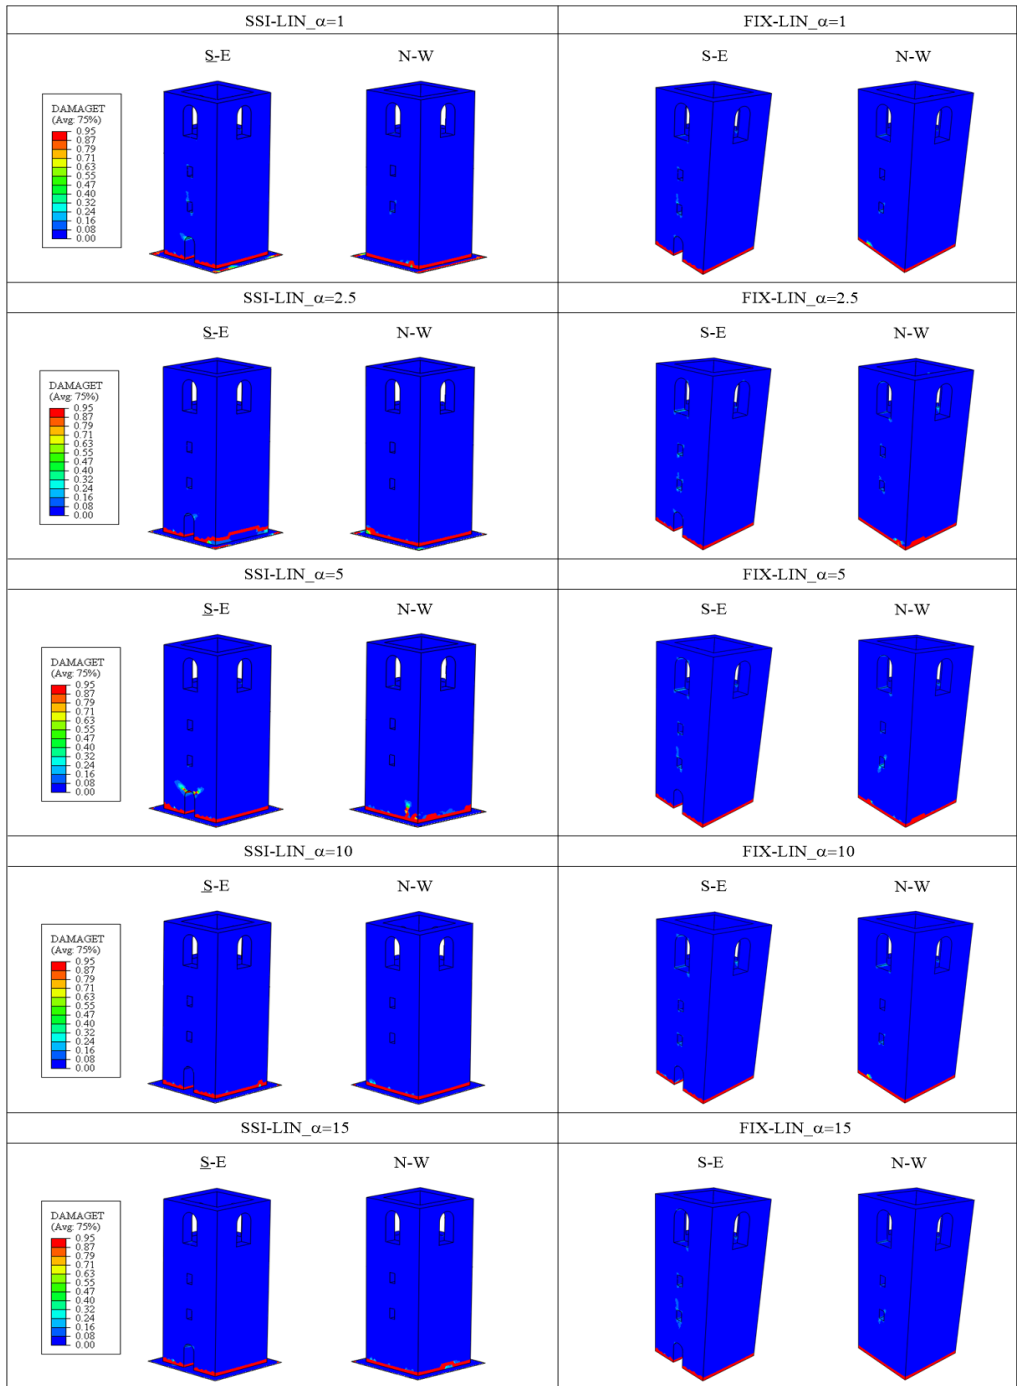 SSI-LIN_α=1
FIX-LIN_α=1
S-E
N-W
S-E
N-W
DAMAGET
(Avg: 75%)
0.95
0.87
0.79
0.71
0.63
0.55
0.47
0.40
0.32
0.24
0.16
0.08
0.00
SSI-LIN_α=2.5
FIX-LIN_α=2.5
S-E
N-W
S-E
N-W
DAMAGET
(Avg: 75%)
0.95
0.87
0.79
0.71
0.63
0.55
0.47
0.40
0.32
0.24
0.16
0.08
0.00
SSI-LIN_α=5
FIX-LIN_α=5
S-E
N-W
S-E
N-W
DAMAGET
(Avg: 75%)
0.95
0.87
0.79
0.71
0.63
0.55
0.47
0.40
0.32
0.24
0.16
0.08
0.00
SSI-LIN_α=10
FIX-LIN_α=10
S-E
N-W
S-E
N-W
DAMAGET
(Avg: 75%)
0.95
0.87
0.79
0.71
0.63
0.55
0.47
0.40
0.32
0.24
0.16
0.08
0.00
SSI-LIN_α=15
FIX-LIN_α=15
S-E
N-W
S-E
N-W
DAMAGET
(Avg: 75%)
0.95
0.87
0.79
0.71
0.63
0.55
0.47
0.40
0.32
0.24
0.16
0.08
0.00